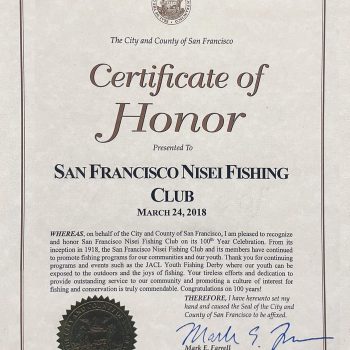 The City and County of San Francisco
Certificate of
Honor
Presented To
SAN FRANCISCO NISEI FISHING
CLUB
MARCH 24, 2018
WHEREAS, on behalf of the City and County of San Francisco, I am pleased to recognize
and honor San Francisco Nisei Fishing Club on its 100th Year Celebration. From its
inception in 1918, the San Francisco Nisei Fishing Club and its members have continued
to promote fishing programs for our communities and our youth. Thank you for continuing
programs and events such as the JACL Youth Fishing Derby where our youth can be
exposed to the outdoors and the joys of fishing. Your tireless efforts and dedication to
provide outstanding service to our community and promoting a culture of interest for
fishing and conservation is truly commendable. Congratulations on 100 years!
THEREFORE, I have hereunto set my
hand and caused the Seal of the City and
County of San Francisco to be affixed.
Mark E. Farrell